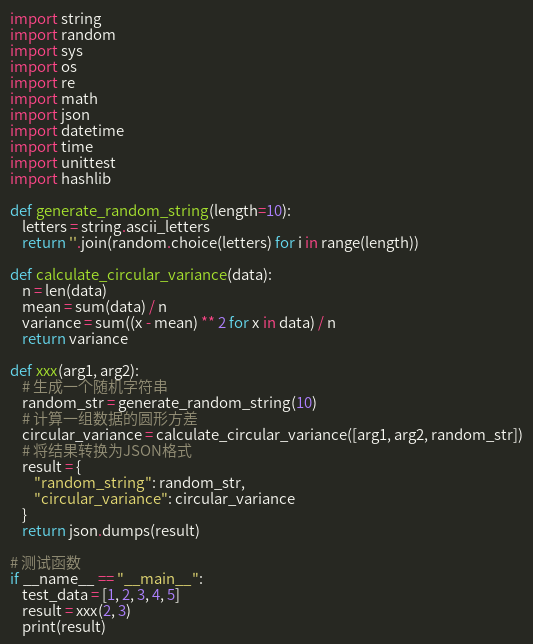 import string
import random
import sys
import os
import re
import math
import json
import datetime
import time
import unittest
import hashlib

def generate_random_string(length=10):
    letters = string.ascii_letters
    return ''.join(random.choice(letters) for i in range(length))

def calculate_circular_variance(data):
    n = len(data)
    mean = sum(data) / n
    variance = sum((x - mean) ** 2 for x in data) / n
    return variance

def xxx(arg1, arg2):
    # 生成一个随机字符串
    random_str = generate_random_string(10)
    # 计算一组数据的圆形方差
    circular_variance = calculate_circular_variance([arg1, arg2, random_str])
    # 将结果转换为JSON格式
    result = {
        "random_string": random_str,
        "circular_variance": circular_variance
    }
    return json.dumps(result)

# 测试函数
if __name__ == "__main__":
    test_data = [1, 2, 3, 4, 5]
    result = xxx(2, 3)
    print(result)